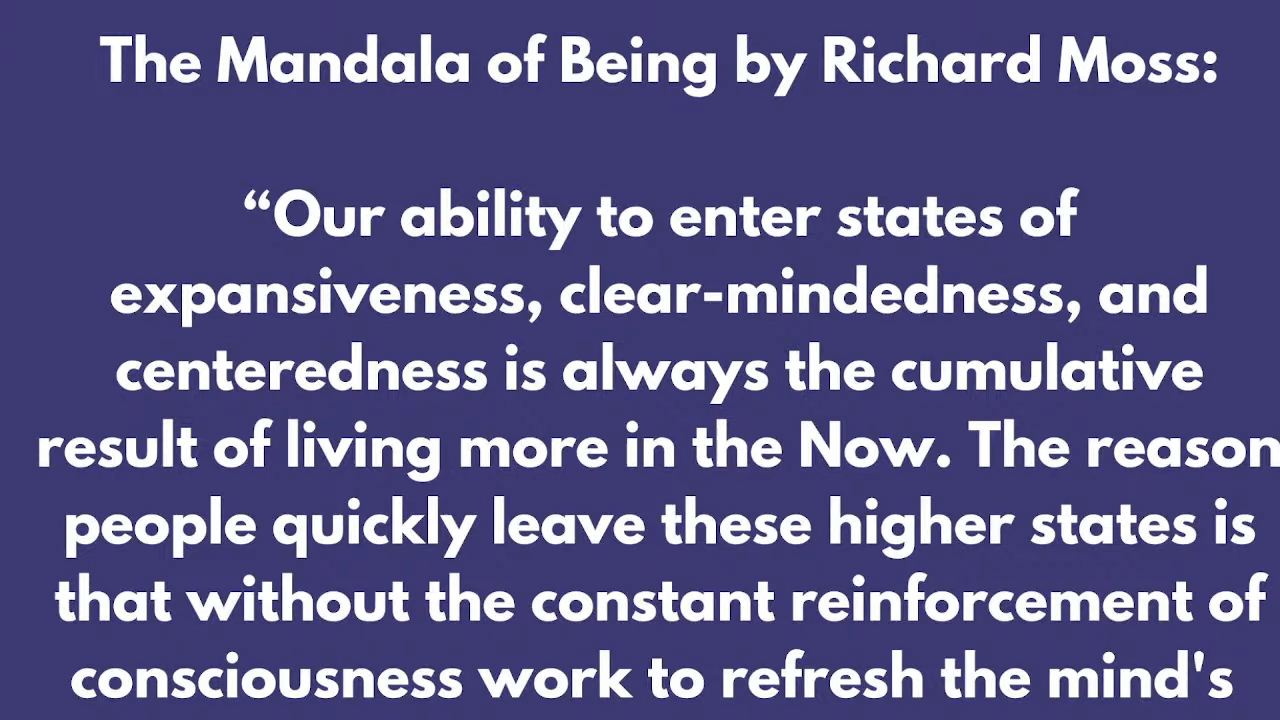 The Mandala of Being by Richard Moss:
“Our ability to enter states of
expansiveness, clear-mindedness, and
centeredness is always the cumulative
result of living more in the Now. The reason
people quickly leave these higher states is
that without the constant reinforcement of
consciousness work to refresh the mind's